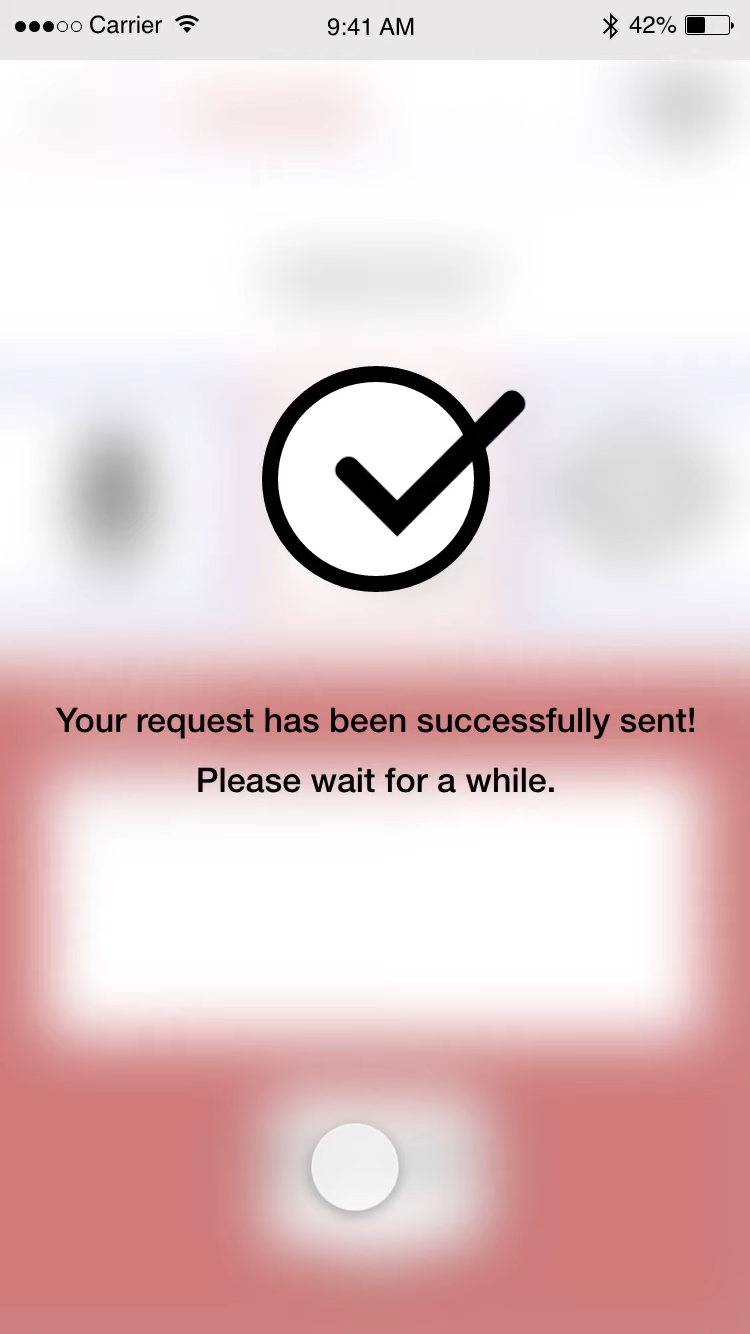 Carrier 9:41 AM 42%
Your request has been successfully sent!
Please wait for a while.